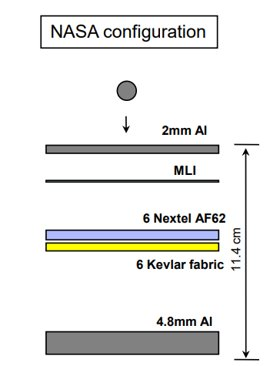 NASA configuration
2mm Al
MLI
6 Nextel AF62
6 Kevlar fabric
11.4 cm
4.8mm Al